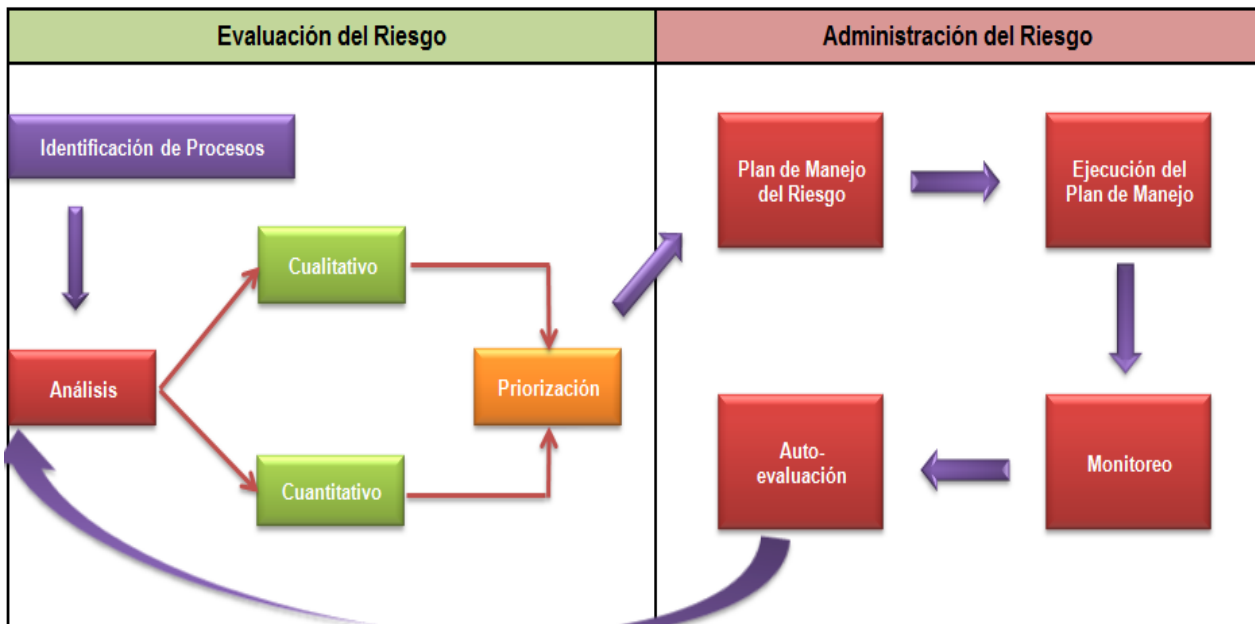 Evaluación del Riesgo
Administración del Riesgo
Identificación de Procesos
Análisis
Cualitativo
Cuantitativo
Priorización
Plan de Manejo
del Riesgo
Ejecución del
Plan de Manejo
Monitoreo
Auto-
evaluación